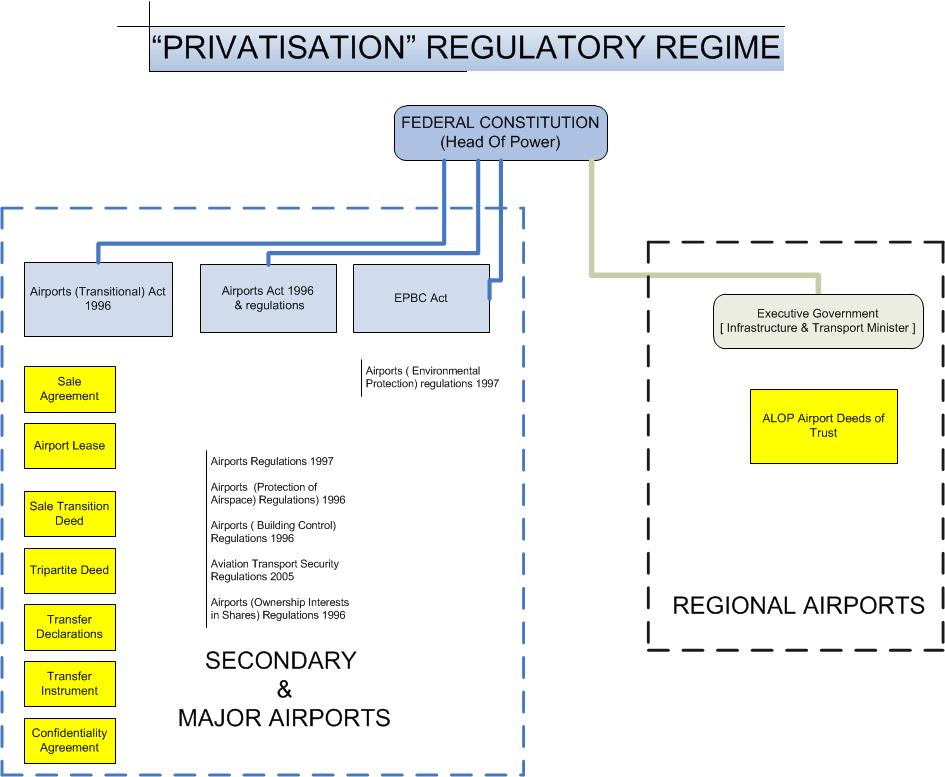 “PRIVATISATION” REGULATORY REGIME
FEDERAL CONSTITUTION
(Head Of Power)
Airports (Transitional) Act
1996
Airports Act 1996
& regulations
EPBC Act
Executive Government
[ Infrastructure & Transport Minister ]
Sale
Agreement
Airport Lease
Sale Transition
Deed
Tripartite Deed
Transfer
Declarations
Transfer
Instrument
Confidentiality
Agreement
Airports Regulations 1997
Airports (Protection of
Airspace) Regulations) 1996
Airports ( Building Control)
Regulations 1996
Aviation Transport Security
Regulations 2005
Airports (Ownership Interests
in Shares) Regulations 1996
Airports ( Environmental
Protection) regulations 1997
SECONDARY
&
MAJOR AIRPORTS
ALOP Airport Deeds of
Trust
REGIONAL AIRPORTS